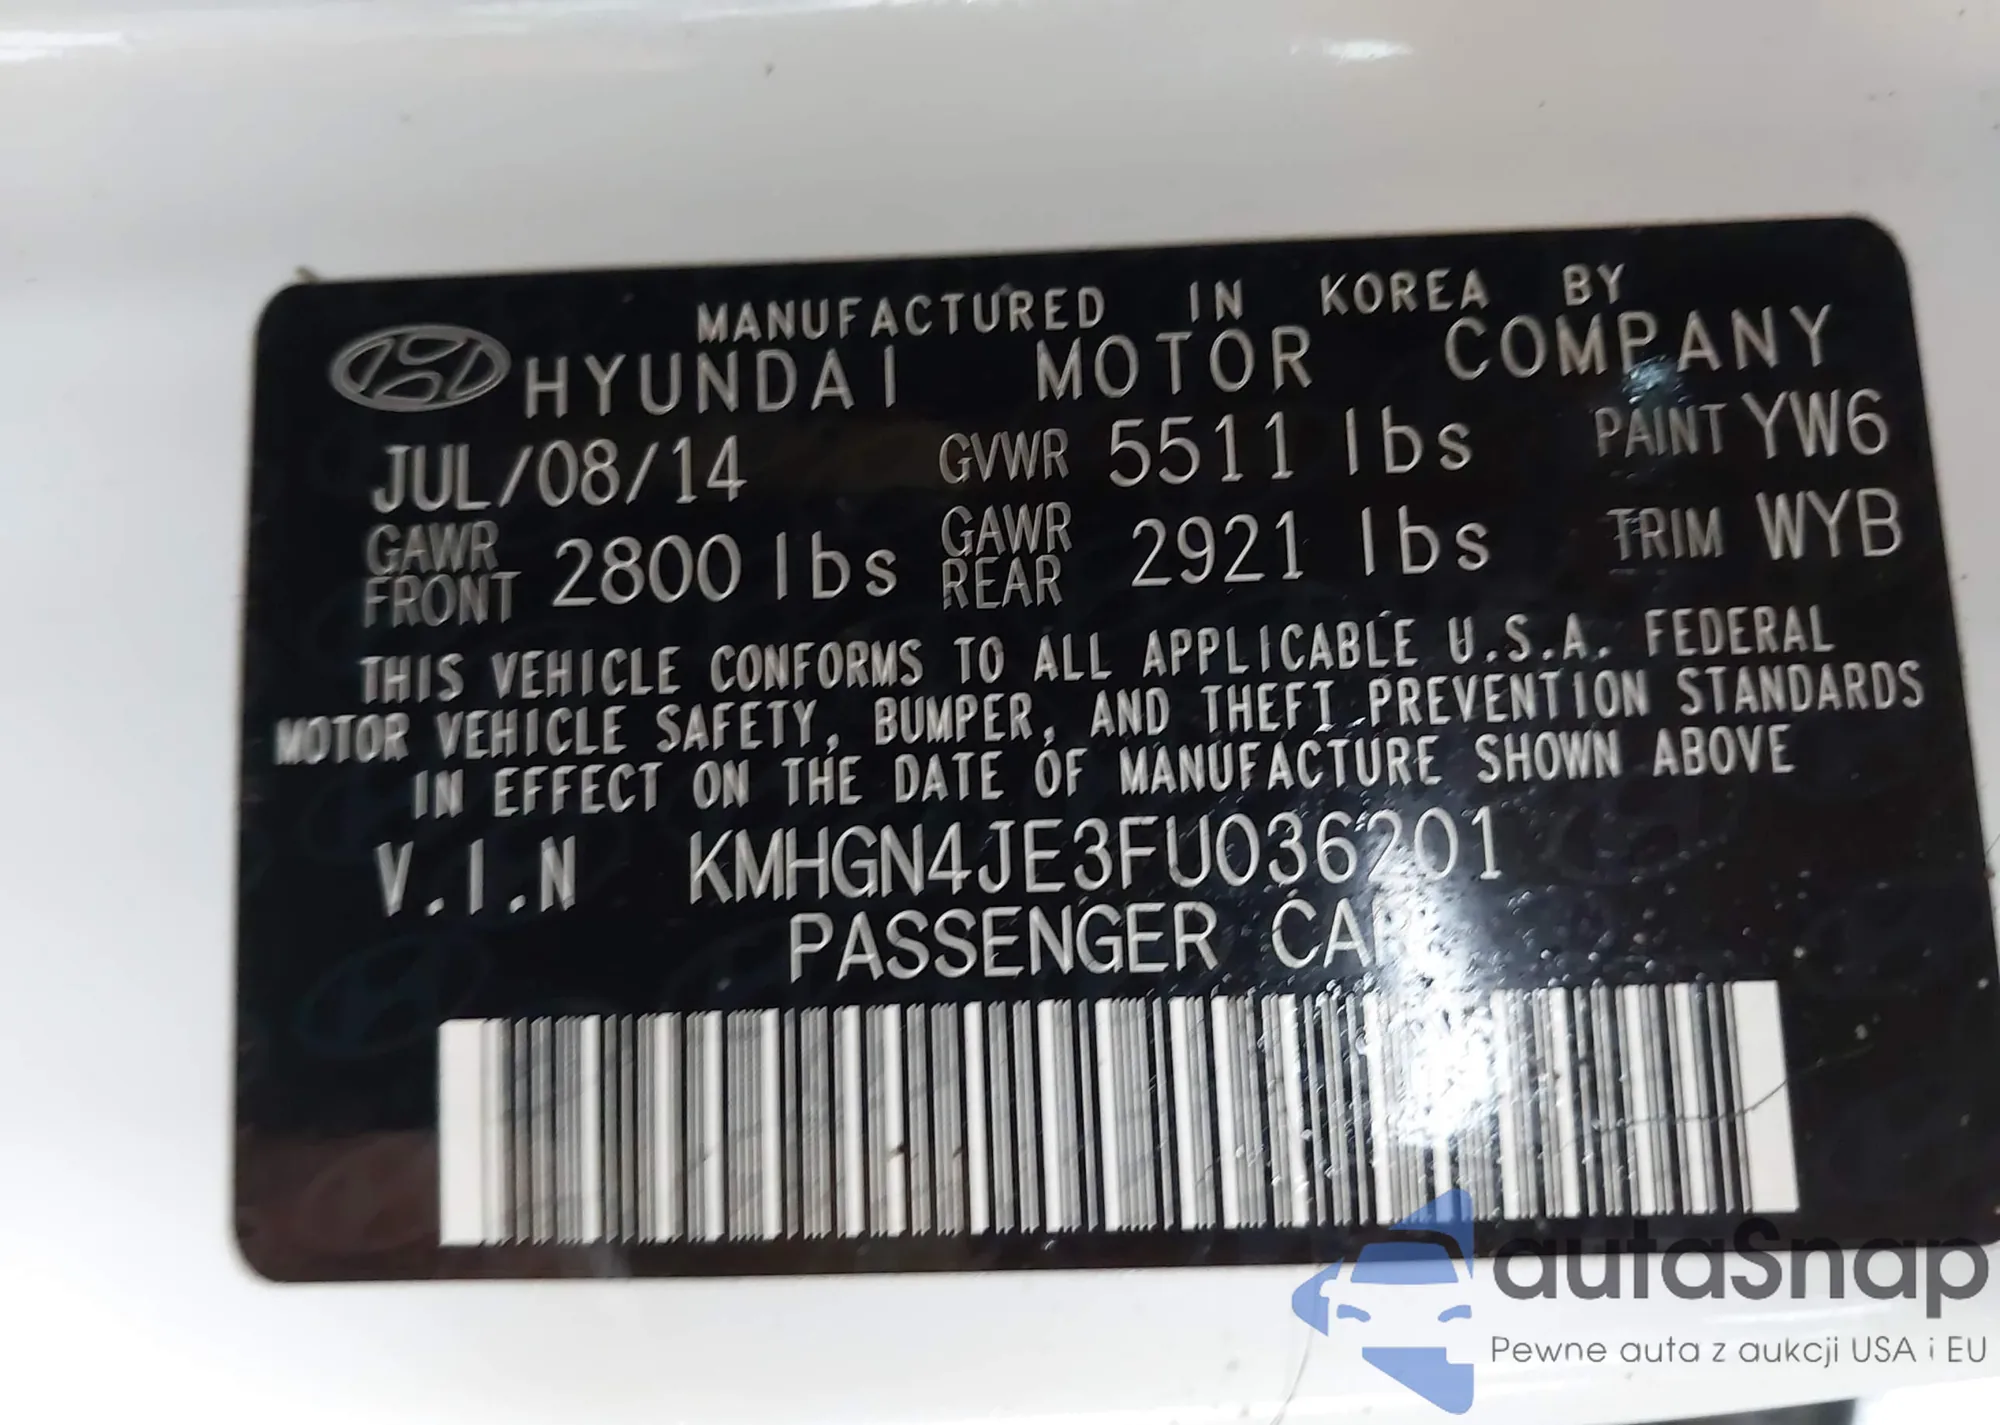 MANUFACTURED IN KOREA BY
HYUNDAI MOTOR COMPANY
JUL/08/14 GVWR 5511 lbs PAINT YW6
GAWR FRONT 2800 lbs GAWR REAR 2921 lbs TRIM WYB
THIS VEHICLE CONFORMS TO ALL APPLICABLE U.S.A. FEDERAL
MOTOR VEHICLE SAFETY, BUMPER, AND THEFT PREVENTION STANDARDS
IN EFFECT ON THE DATE OF MANUFACTURE SHOWN ABOVE
V.I.N KMHGN4JE3FU036201
PASSENGER CAR
autaSnap
Pewne auta z aukcji USA i EU